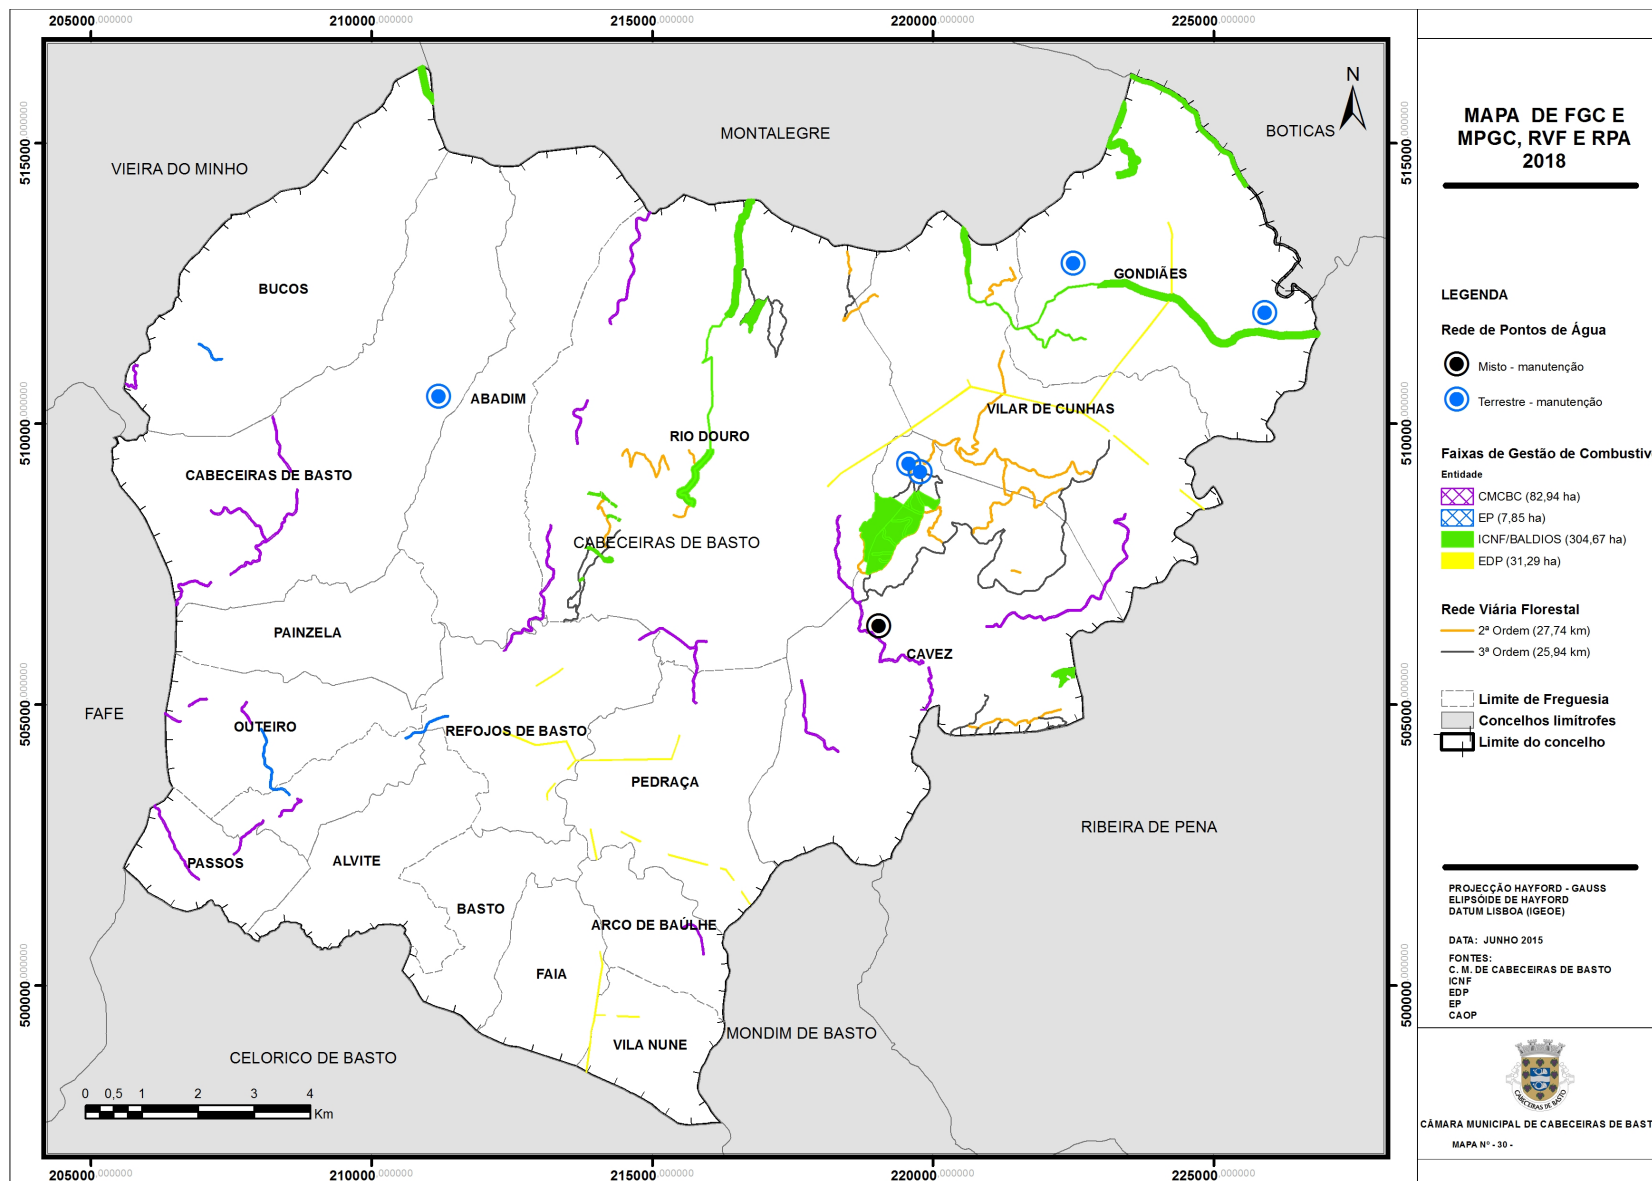 205000,000000
210000,000000
215000,000000
220000,000000
225000,000000
515000,000000
510000,000000
505000,000000
500000,000000
515000,000000
510000,000000
505000,000000
500000,000000
N
MONTALEGRE
BOTICAS
VIEIRA DO MINHO
GONDIÃES
BUCOS
ABADIM
VILAR DE CUNHAS
RIO DOURO
CABECEIRAS DE BASTO
CABECEIRAS DE BASTO
PAINZELA
CAVEZ
FAFE
OUTEIRO
REFOJOS DE BASTO
PEDRAÇA
RIBEIRA DE PENA
PASSOS
ALVITE
BASTO
ARCO DE BAÚLHE
FAIA
MONDIM DE BASTO
VILA NUNE
CELORICO DE BASTO
0 0,5 1 2 3 4
Km
205000,000000
210000,000000
215000,000000
220000,000000
225000,000000
MAPA DE FGC E
MPGC, RVF E RPA
2018
LEGENDA
Rede de Pontos de Água
Misto - manutenção
Terrestre - manutenção
Faixas de Gestão de Combustiv
Entidade
CMCBC (82,94 ha)
EP (7,85 ha)
ICNF/BALDIOS (304,67 ha)
EDP (31,29 ha)
Rede Viária Florestal
2ª Ordem (27,74 km)
3ª Ordem (25,94 km)
Limite de Freguesia
Concelhos limítrofes
Limite do concelho
PROJECÇÃO HAYFORD - GAUSS
ELIPSÓIDE DE HAYFORD
DATUM LISBOA (IGEOE)
DATA: JUNHO 2015
FONTES:
C. M. DE CABECEIRAS DE BASTO
ICNF
EDP
EP
CAOP
CABECEIRAS DE BASTO
CÂMARA MUNICIPAL DE CABECEIRAS DE BAST
MAPA Nº - 30 -